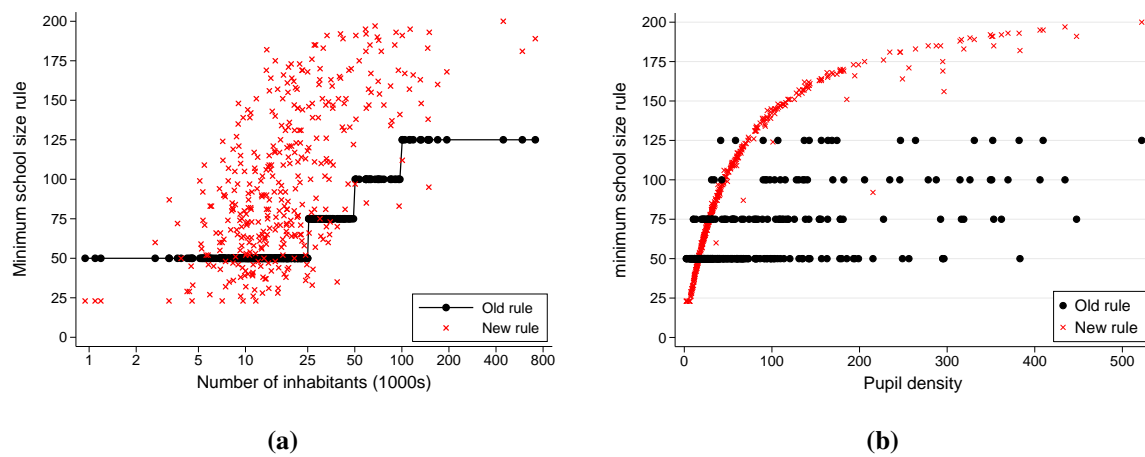 Minimum school size rule
200
175
150
125
100
75
50
25
0
1 2 5 10 25 50 100 200 400 800
Number of inhabitants (1000s)
Old rule
New rule
(a)
minimum school size rule
200
175
150
125
100
75
50
25
0
0 100 200 300 400 500
Pupil density
Old rule
New rule
(b)